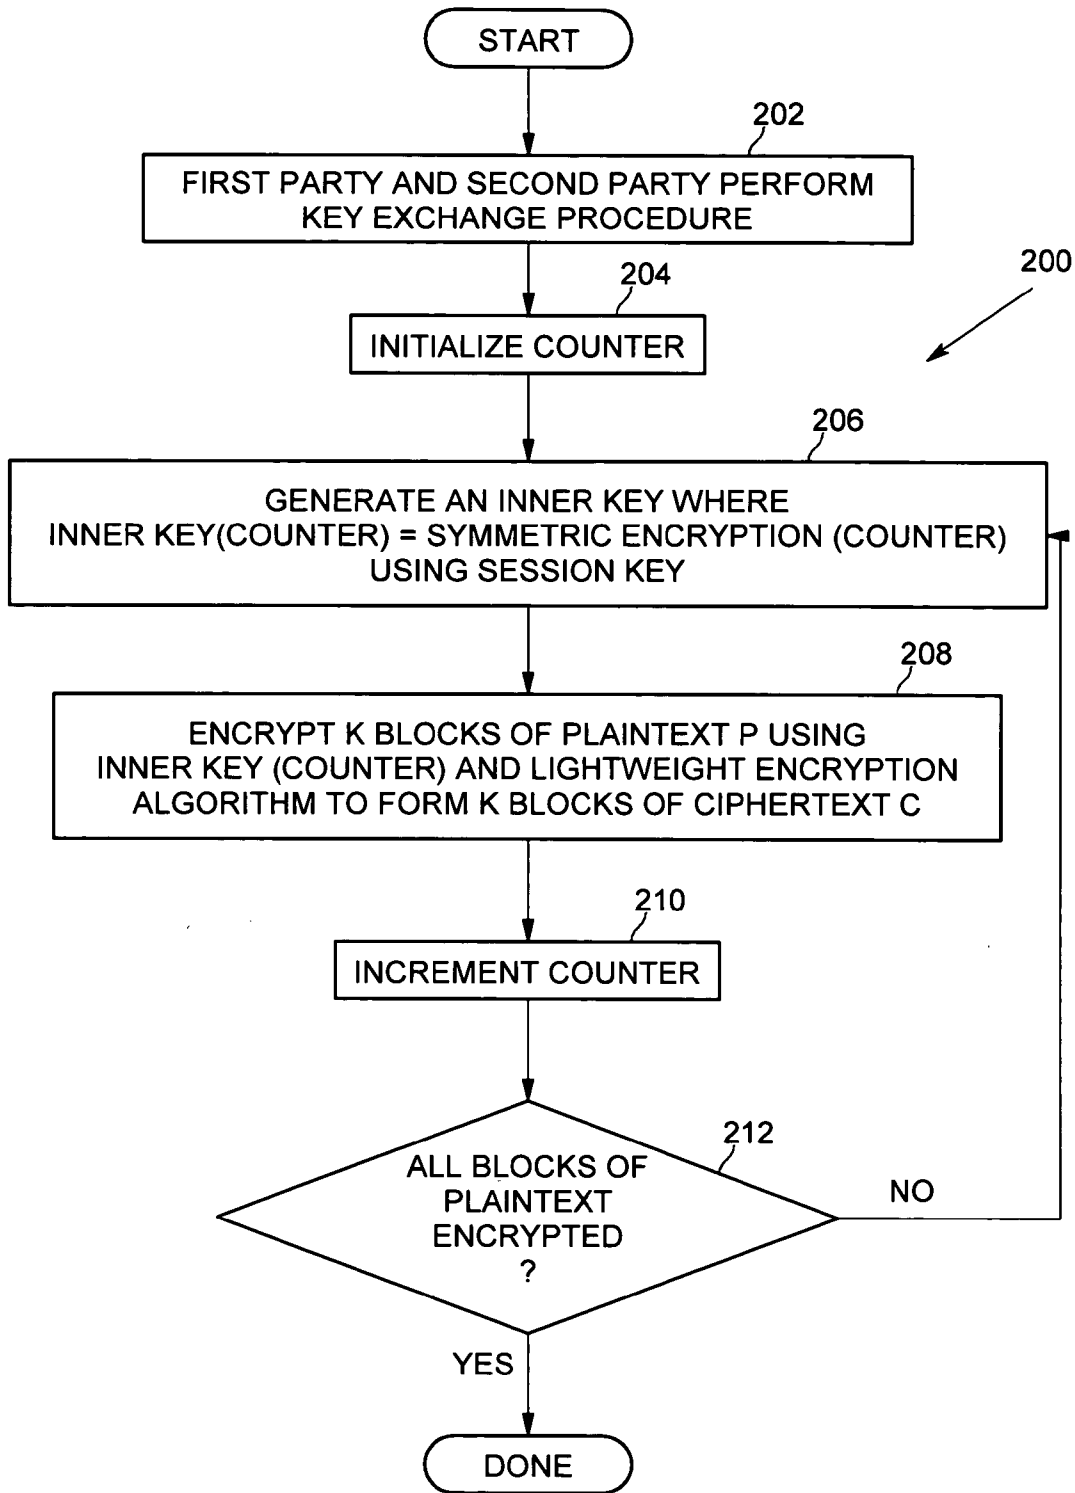 START
202
FIRST PARTY AND SECOND PARTY PERFORM
KEY EXCHANGE PROCEDURE
204
200
INITIALIZE COUNTER
206
GENERATE AN INNER KEY WHERE
INNER KEY(COUNTER) = SYMMETRIC ENCRYPTION (COUNTER)
USING SESSION KEY
208
ENCRYPT K BLOCKS OF PLAINTEXT P USING
INNER KEY (COUNTER) AND LIGHTWEIGHT ENCRYPTION
ALGORITHM TO FORM K BLOCKS OF CIPHERTEXT C
210
INCREMENT COUNTER
212
ALL BLOCKS OF
PLAINTEXT
ENCRYPTED
?
NO
YES
DONE